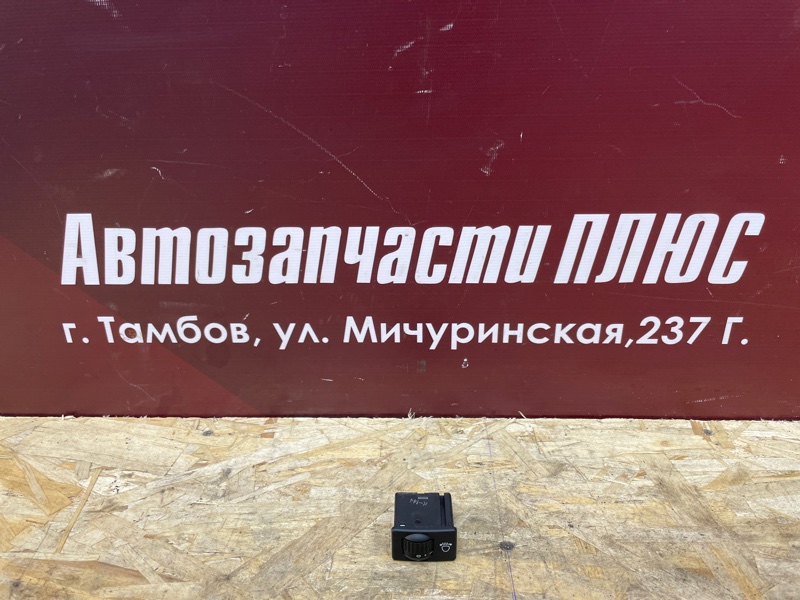 Автозапчасти ПЛЮС
г. Тамбов, ул. Мичуринская,237 Г.